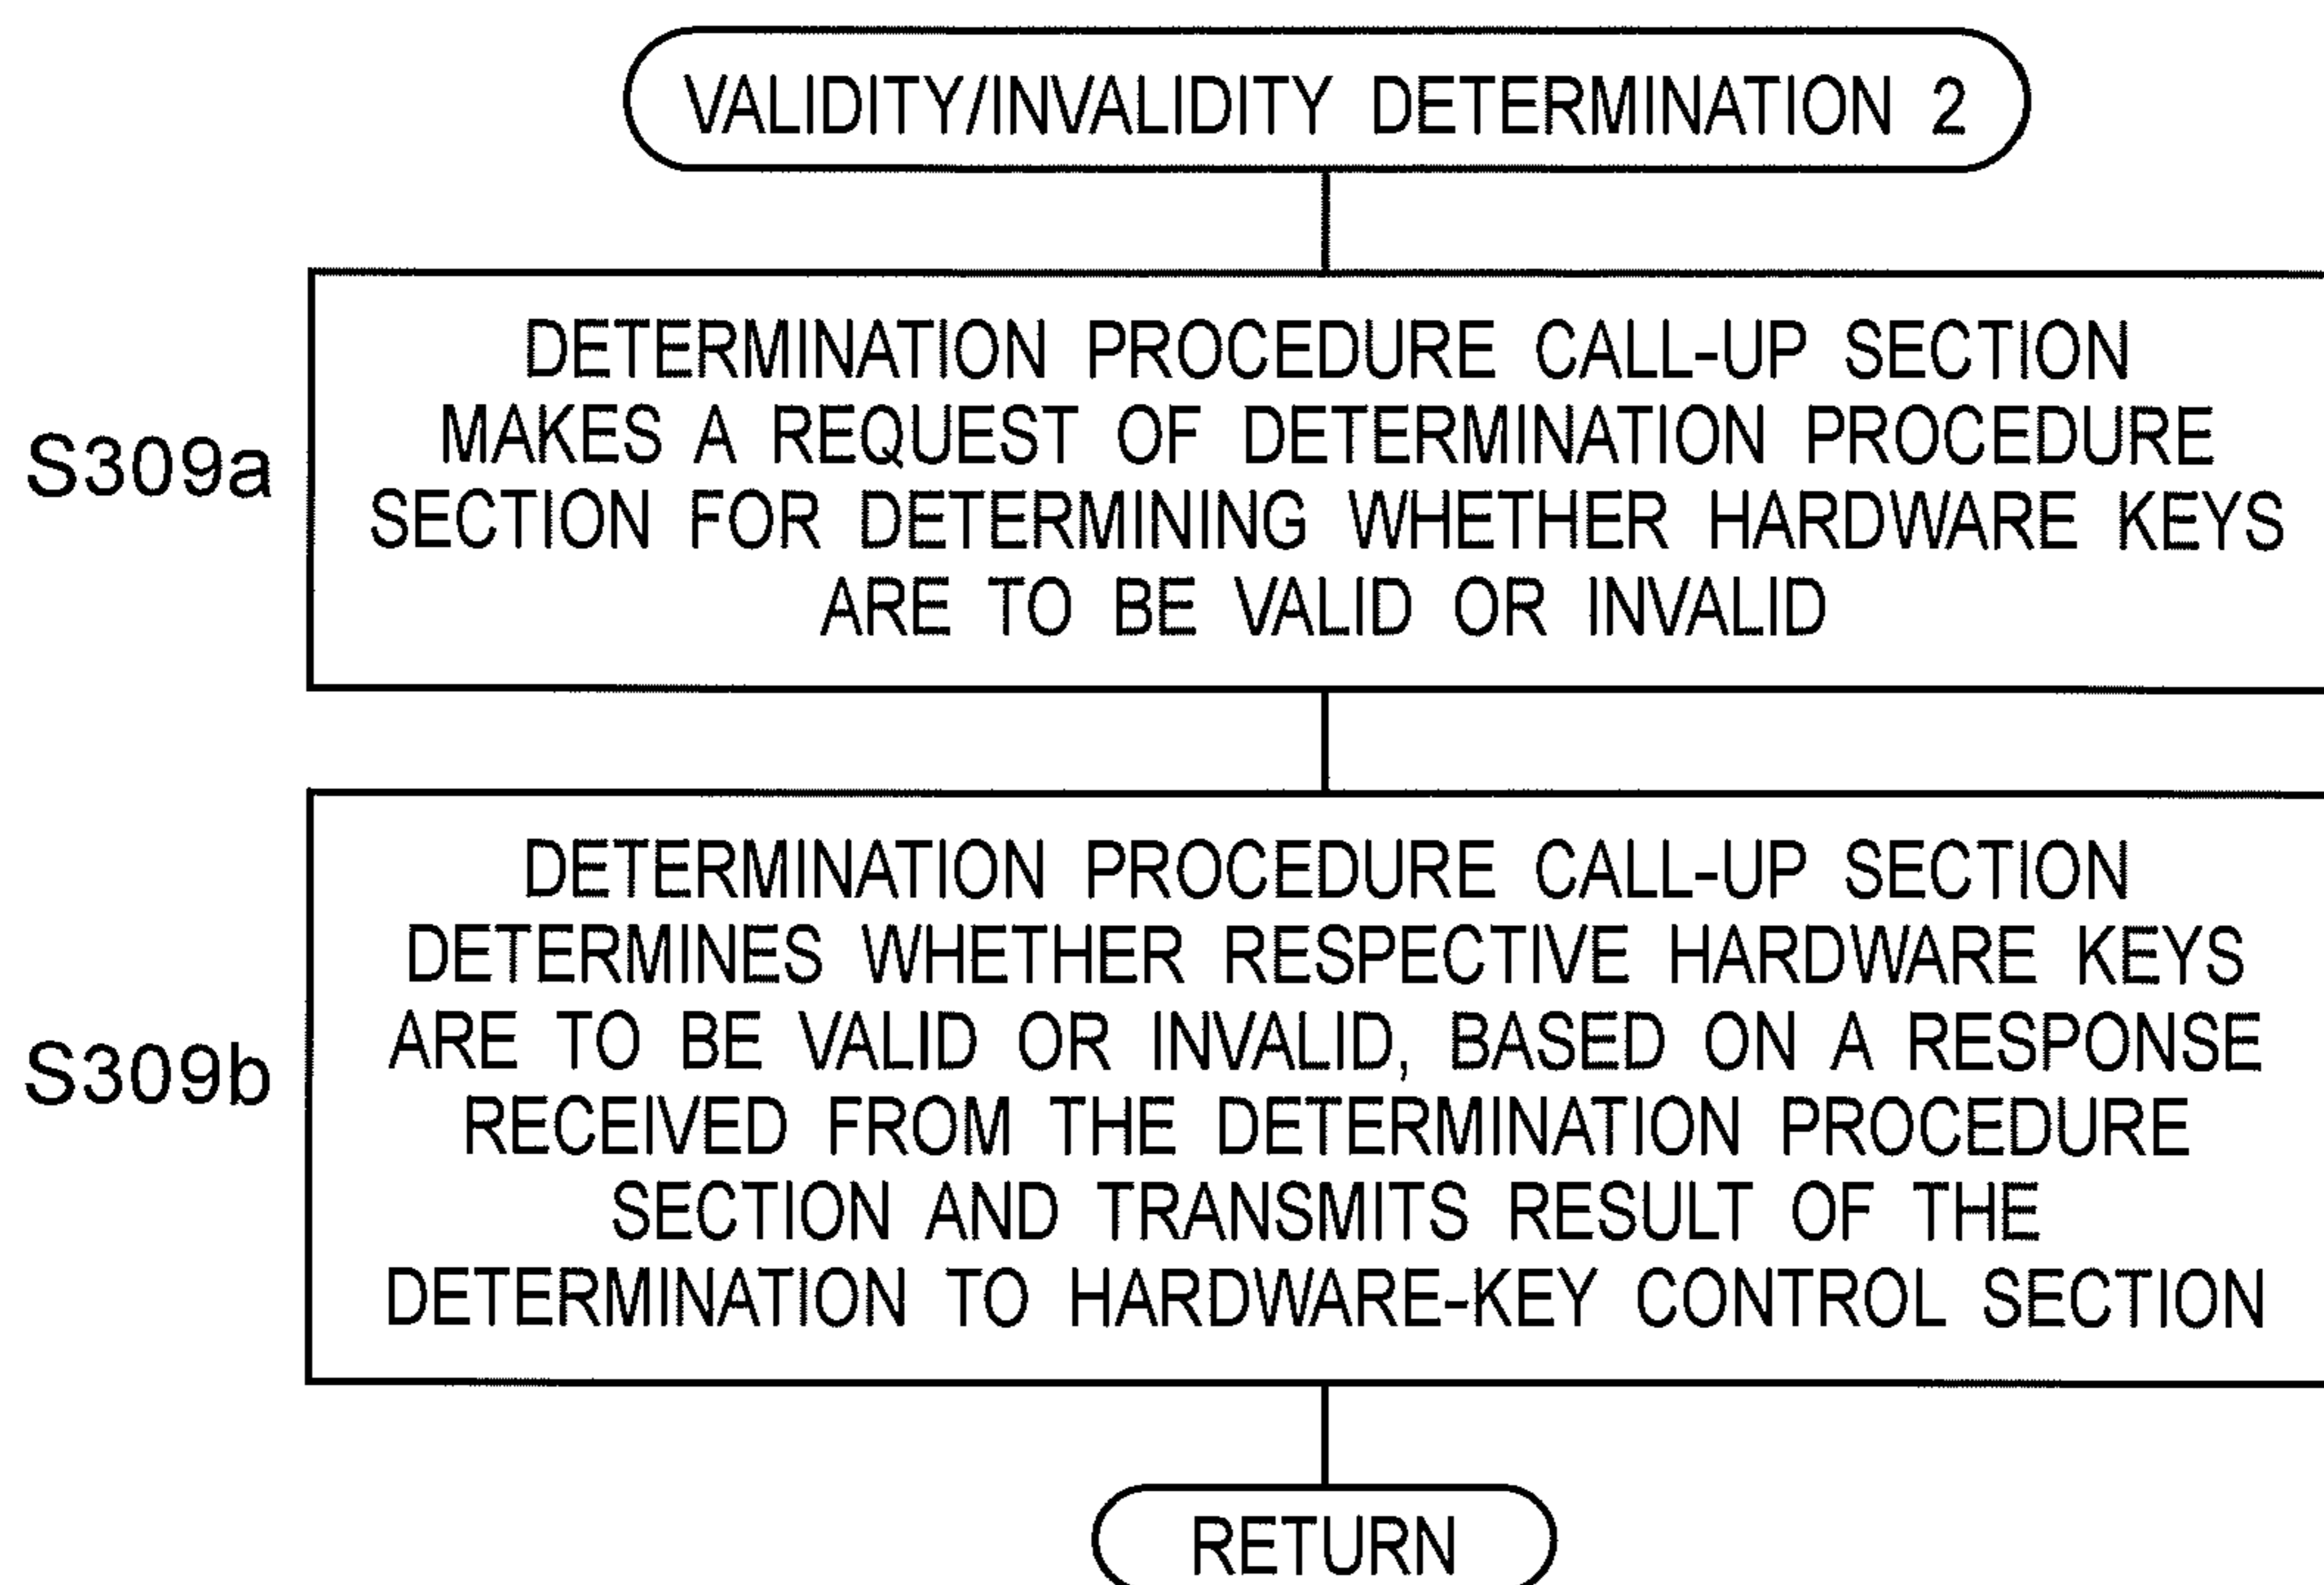 VALIDITY/INVALIDITY DETERMINATION 2
DETERMINATION PROCEDURE CALL-UP SECTION
MAKES A REQUEST OF DETERMINATION PROCEDURE
S309a
SECTION FOR DETERMINING WHETHER HARDWARE KEYS
ARE TO BE VALID OR INVALID
DETERMINATION PROCEDURE CALL-UP SECTION
DETERMINES WHETHER RESPECTIVE HARDWARE KEYS
ARE TO BE VALID OR INVALID, BASED ON A RESPONSE
S309b
RECEIVED FROM THE DETERMINATION PROCEDURE
SECTION AND TRANSMITS RESULT OF THE
DETERMINATION TO HARDWARE-KEY CONTROL SECTION
RETURN